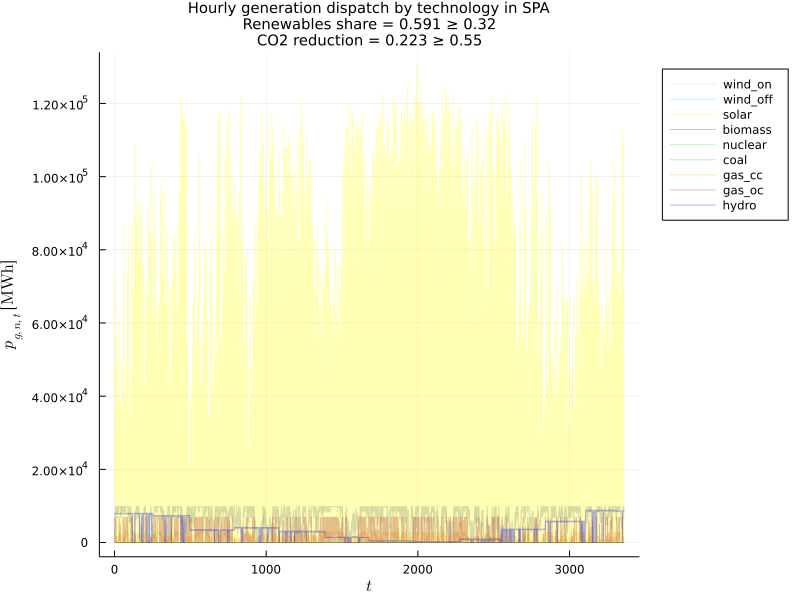 Hourly generation dispatch by technology in SPA
Renewables share = 0.591 ≥ 0.32
CO2 reduction = 0.223 ≥ 0.55
p_{g,n,t} [MWh]
1.20×10⁵
1.00×10⁵
8.00×10⁴
6.00×10⁴
4.00×10⁴
2.00×10⁴
0
0 1000 2000 3000
t
wind_on
wind_off
solar
biomass
nuclear
coal
gas_cc
gas_oc
hydro